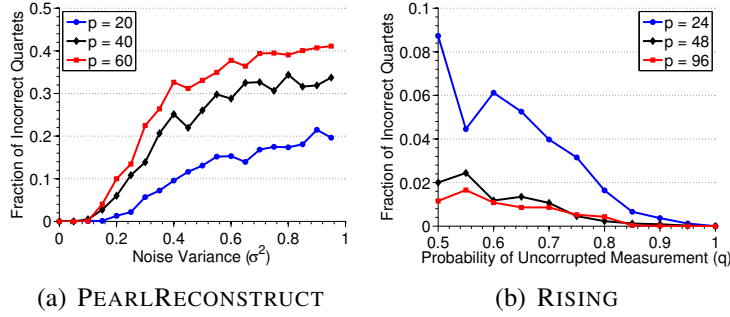 Fraction of Incorrect Quartets
0.5
0.4
0.3
0.2
0.1
0
p = 20
p = 40
p = 60
0 0.2 0.4 0.6 0.8 1
Noise Variance (σ²)
(a) PEARLRECONSTRUCT
Fraction of Incorrect Quartets
0.1
0.08
0.06
0.04
0.02
0
p = 24
p = 48
p = 96
0.5 0.6 0.7 0.8 0.9 1
Probability of Uncorrupted Measurement (q)
(b) RISING